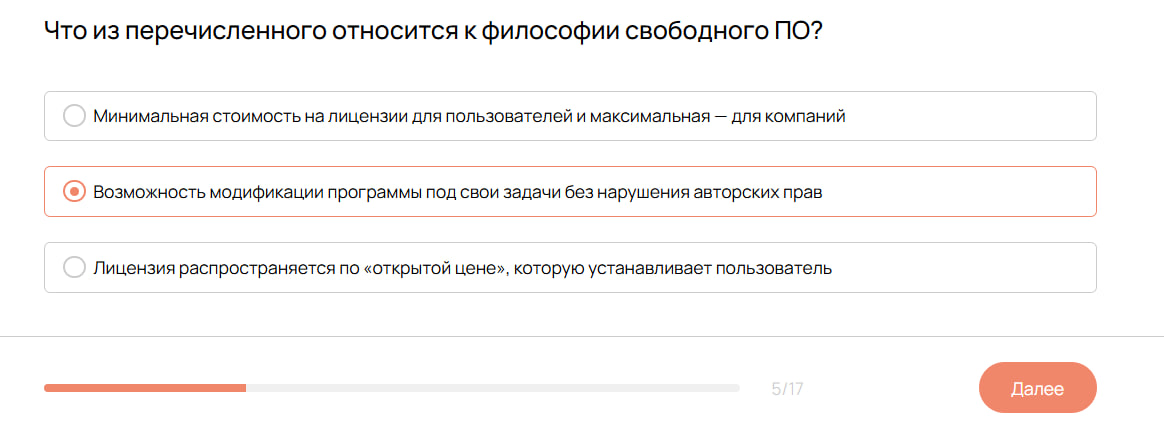 Что из перечисленного относится к философии свободного ПО?
Минимальная стоимость на лицензии для пользователей и максимальная — для компаний
Возможность модификации программы под свои задачи без нарушения авторских прав
Лицензия распространяется по «открытой цене», которую устанавливает пользователь
5/17
Далее